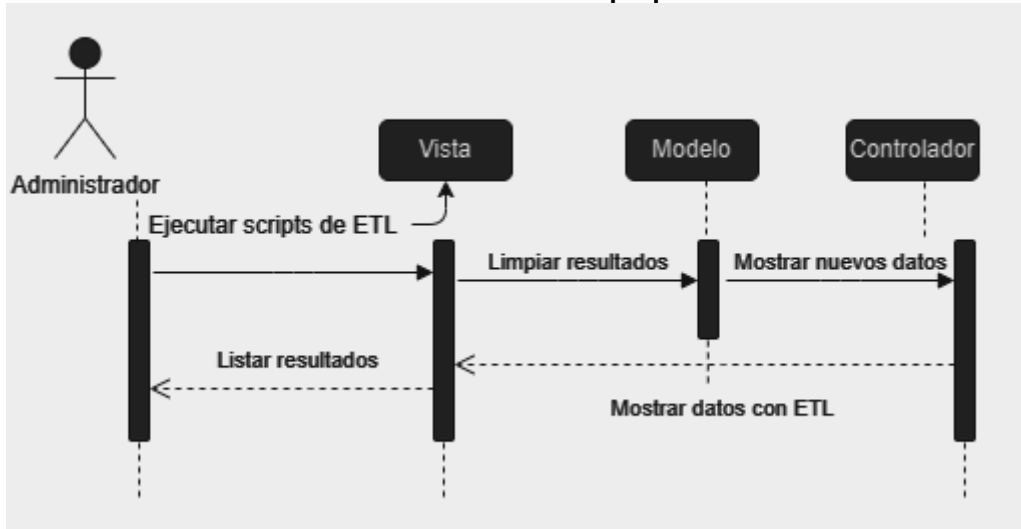 Vista
Modelo
Controlador
Administrador
Ejecutar scripts de ETL
Limpiar resultados
Mostrar nuevos datos
Listar resultados
Mostrar datos con ETL